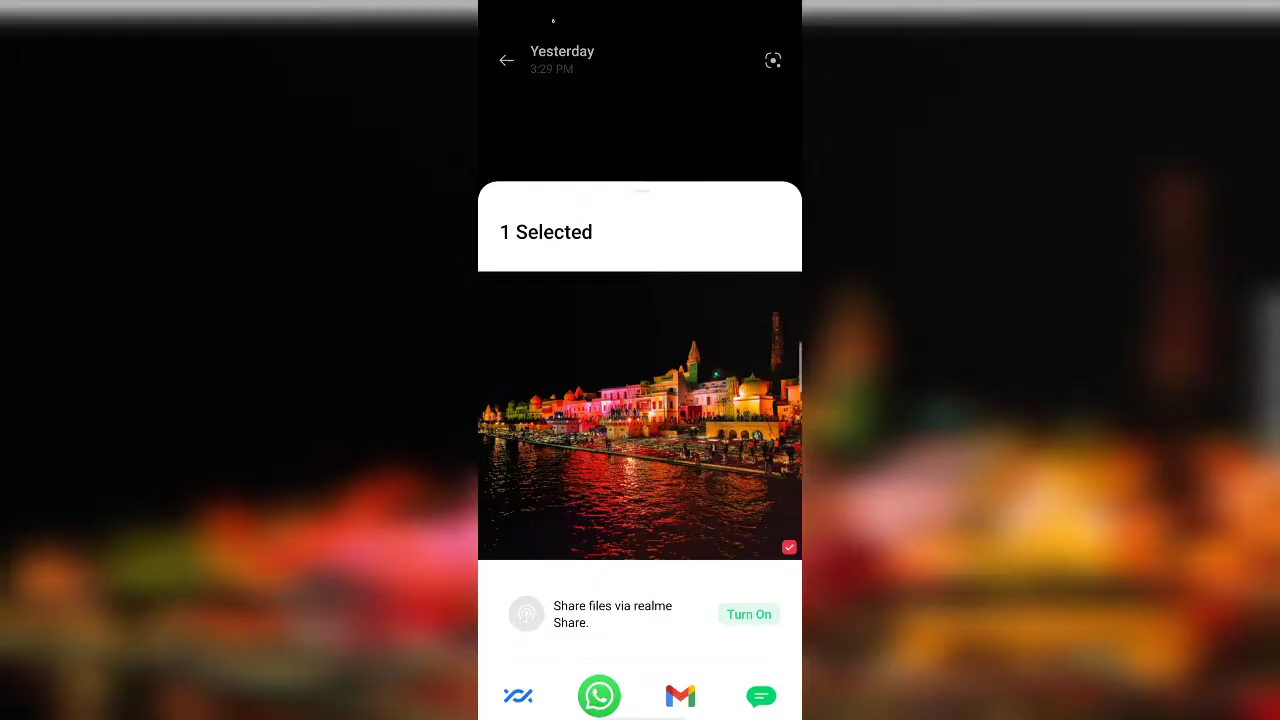 Yesterday
3:29 PM
1 Selected
Share files via realme
Share.
Turn On